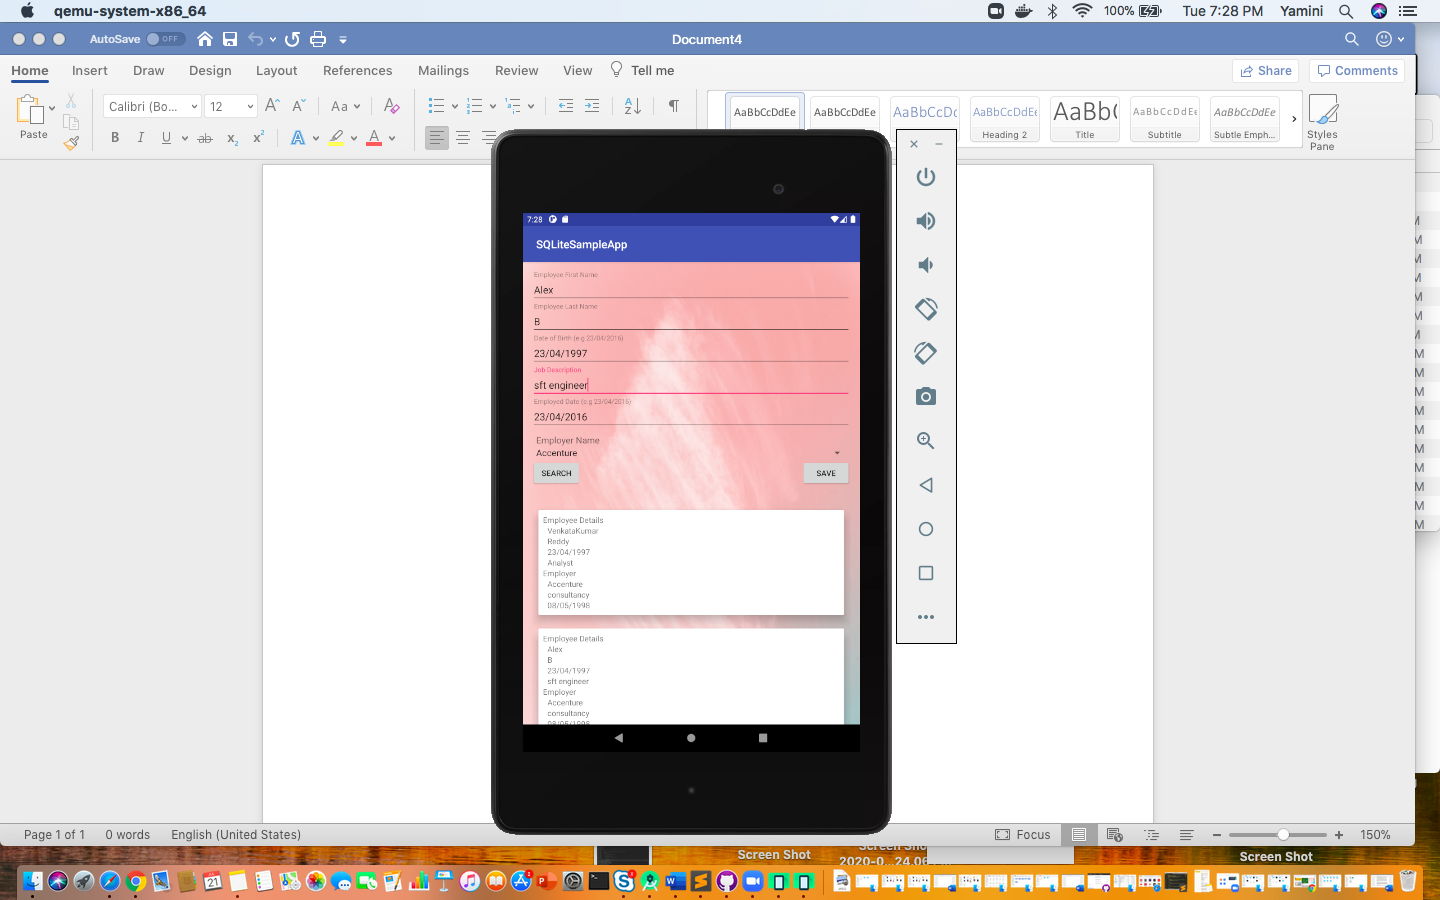 qemu-system-x86_64
100%
Tue 7:28 PM Yamini
AutoSave OFF
Document4
Home Insert Draw Design Layout References Mailings Review View Tell me
Share Comments
Paste
Calibri (Bo...
12
Aa
AaBbCcDdEe
AaBbCcDdEe
AaBbCcDc
AaBbCcDdEe
AaBb(
AaBbCcDdEe
AaBbCcDdEe
Heading 2
Title
Subtitle
Subtle Emph...
Styles
Pane
7:28
SQLiteSampleApp
Employee First Name
Alex
Employee Last Name
B
Date of Birth (e.g 23/04/2016)
23/04/1997
Job Description
sft engineer
Employed Date (e.g 23/04/2016)
23/04/2016
Employer Name
Accenture
SEARCH SAVE
Employee Details
VenkataKumar
Reddy
23/04/1997
Analyst
Employer
Accenture
consultancy
08/05/1998
Employee Details
Alex
B
23/04/1997
sft engineer
Employer
Accenture
consultancy
08/05/1998
Page 1 of 1 0 words English (United States)
Focus
150%
Screen Shot
Screen Sho
2020-0...24.06
Screen Shot